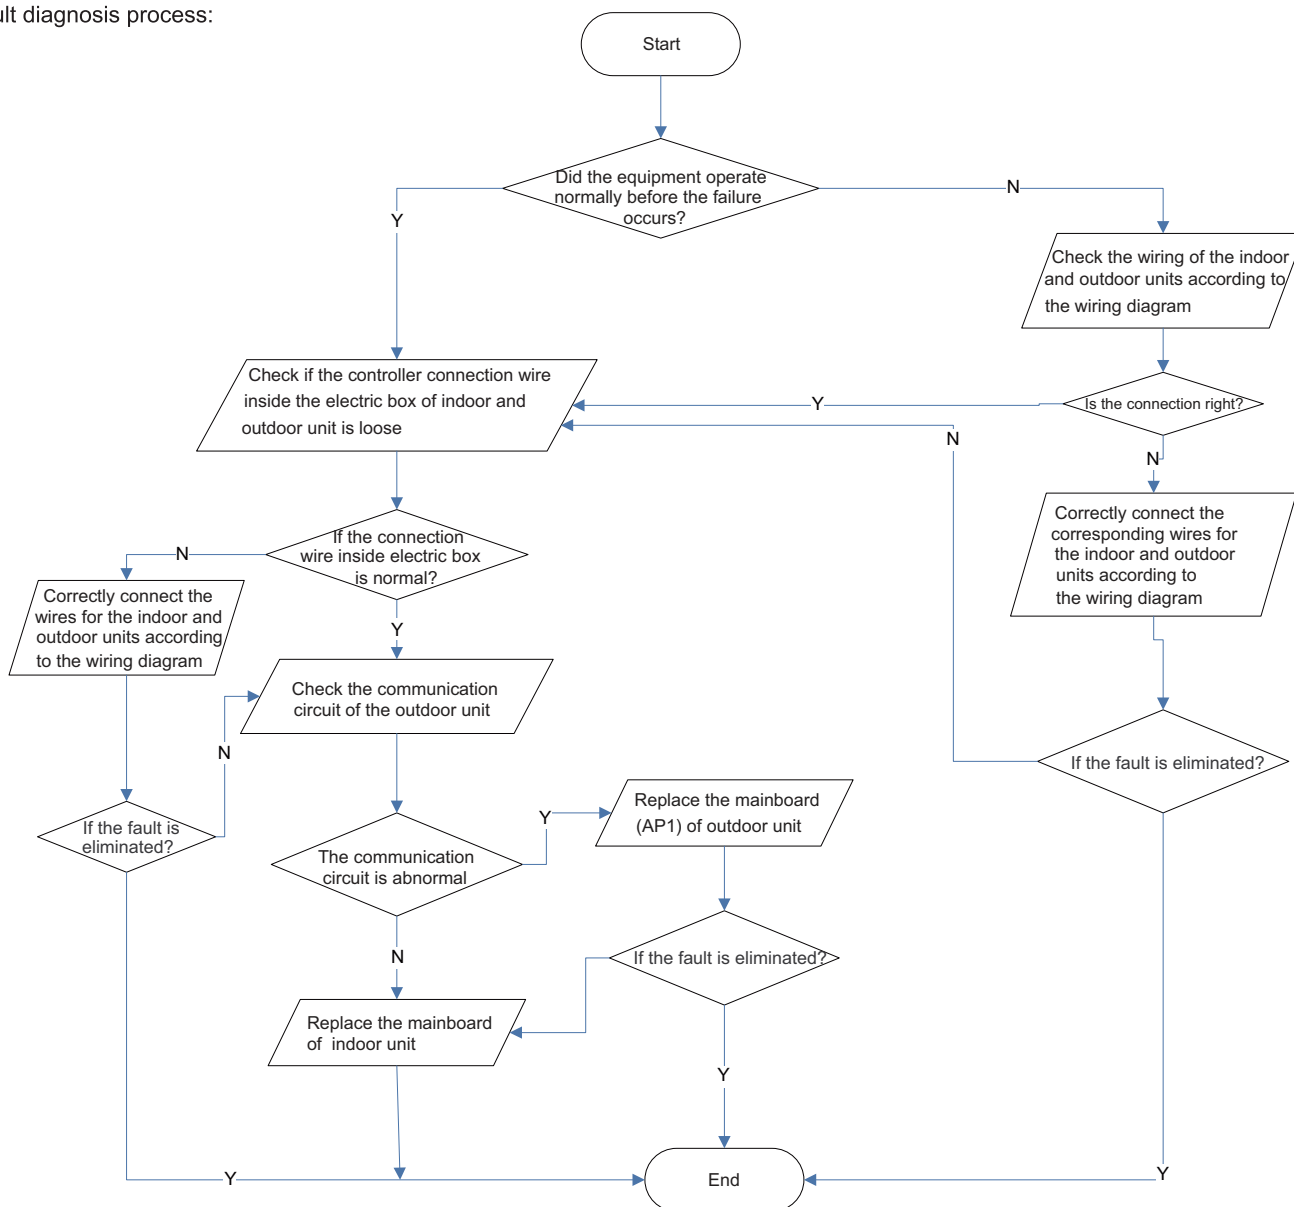 ult diagnosis process:
Start
Did the equipment operate
normally before the failure
occurs?
Y
N
Check the wiring of the indoor
and outdoor units according to
the wiring diagram
Check if the controller connection wire
inside the electric box of indoor and
outdoor unit is loose
Y
Is the connection right?
N
N
Correctly connect the
corresponding wires for
the indoor and outdoor
units according to
the wiring diagram
If the connection
wire inside electric box
is normal?
N
Correctly connect the
wires for the indoor and
outdoor units according
to the wiring diagram
Y
Check the communication
circuit of the outdoor unit
N
If the fault is eliminated?
Replace the mainboard
(AP1) of outdoor unit
Y
If the fault is
eliminated?
The communication
circuit is abnormal
N
If the fault is eliminated?
Replace the mainboard
of indoor unit
Y
Y
End
Y